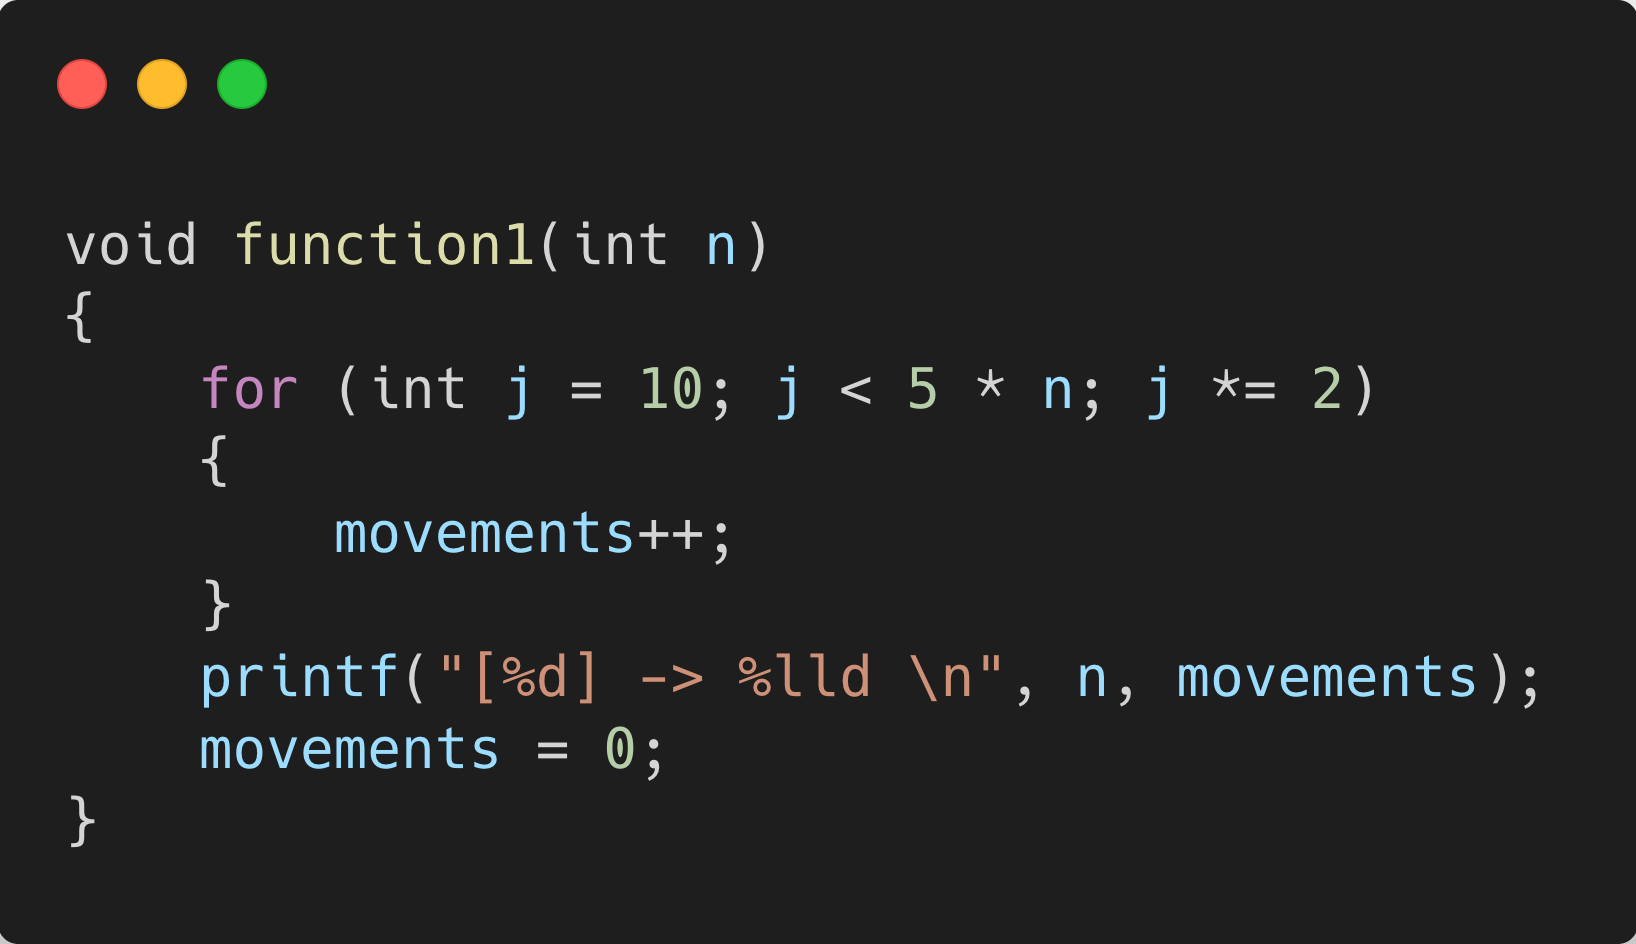 void function1(int n)
{
    for (int j = 10; j < 5 * n; j *= 2)
    {
        movements++;
    }
    printf("[%d] -> %lld \n", n, movements);
    movements = 0;
}